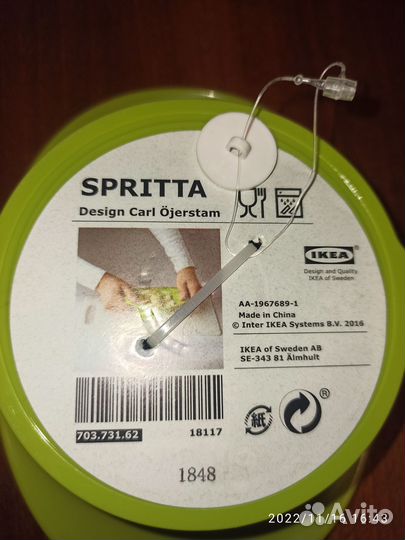 SPRITTA
Design Carl Öjerstam
IKEA
®
Design and Quality
IKEA of Sweden
AA-1967689-1
Made in China
© Inter IKEA Systems B.V. 2016
IKEA of Sweden AB
SE-343 81 Älmhult
703.731.62 18117
紙
®
1848
2022/11/16 16:43
Avito